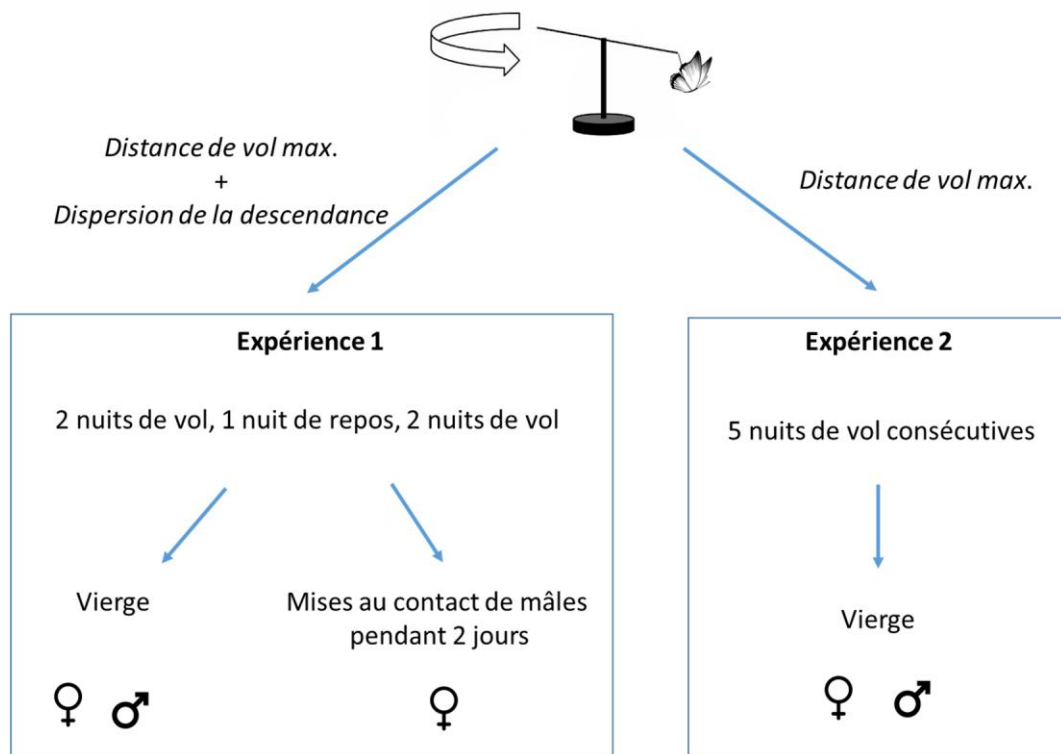 Distance de vol max.
+
Dispersion de la descendance
Distance de vol max.
Expérience 1
2 nuits de vol, 1 nuit de repos, 2 nuits de vol
Vierge
Mises au contact de mâles
pendant 2 jours
♀ ♂
♀
Expérience 2
5 nuits de vol consécutives
Vierge
♀ ♂